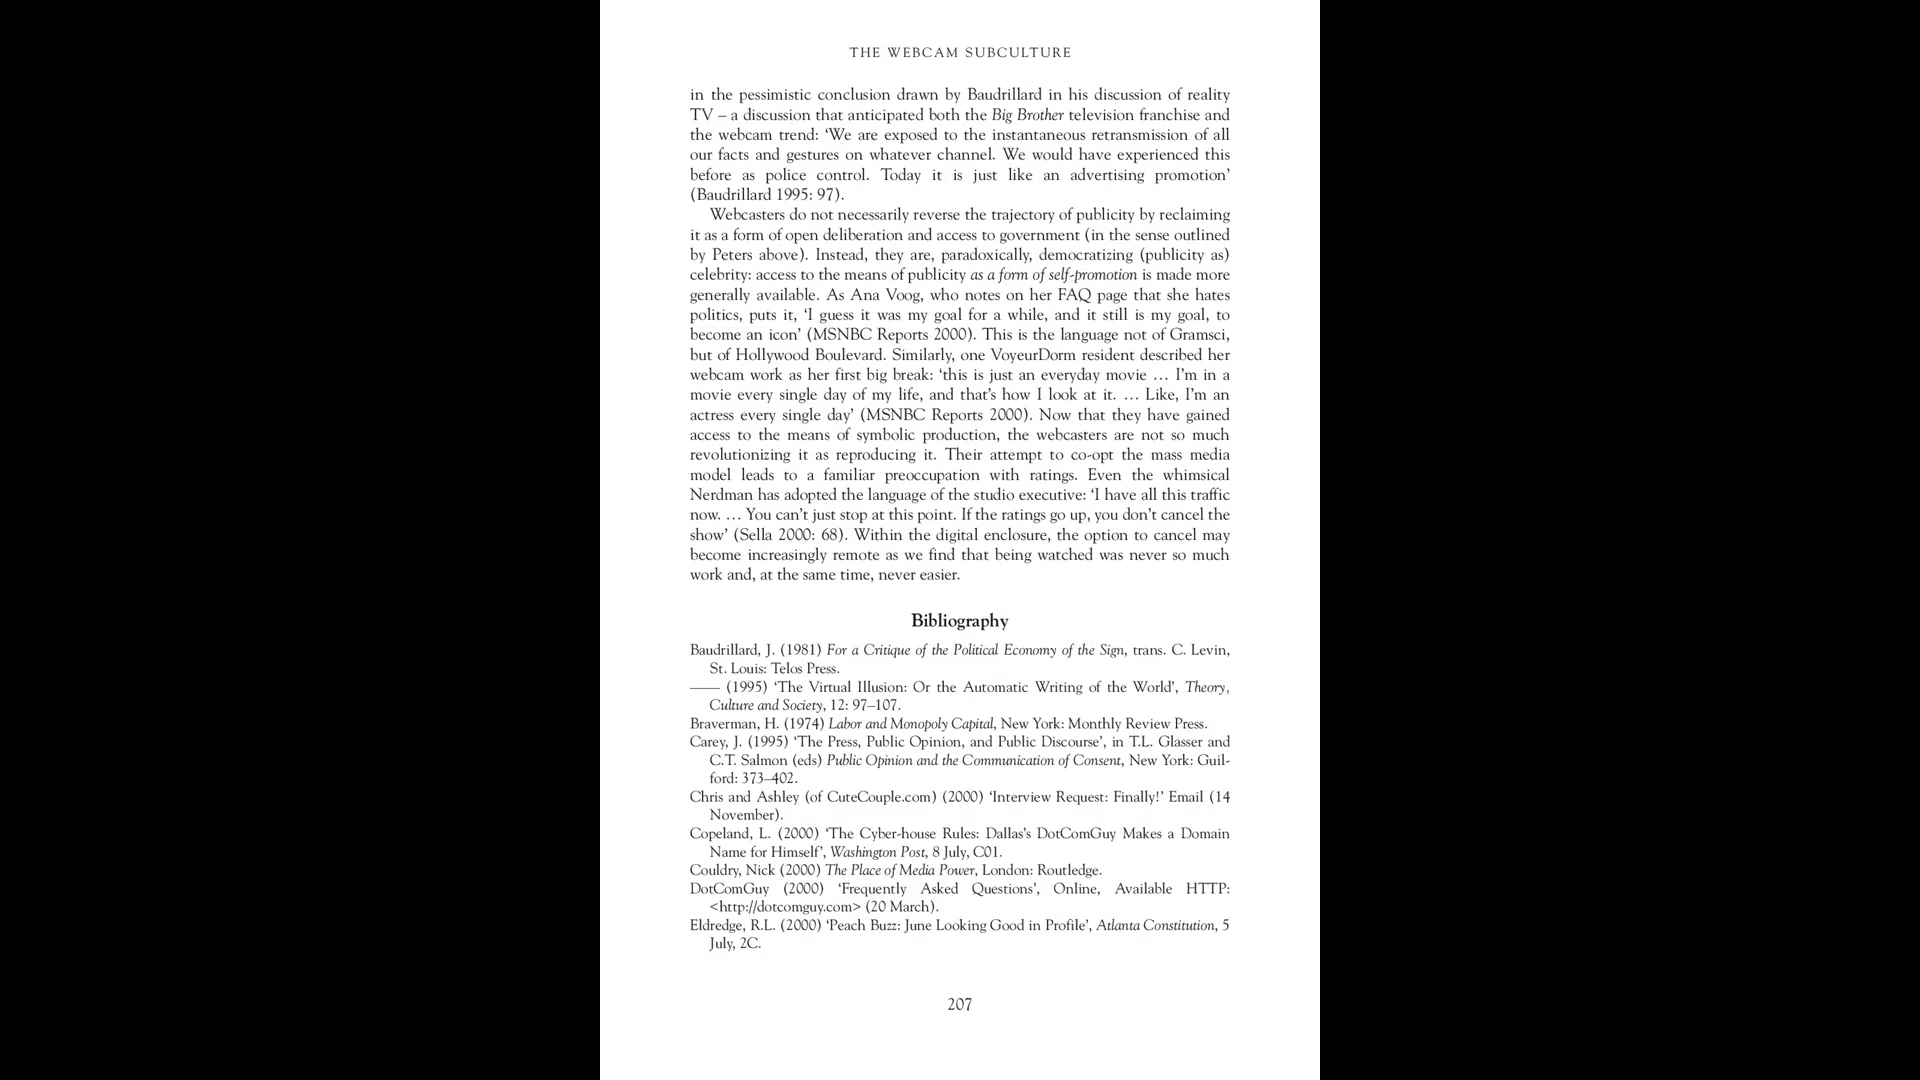 THE WEBCAM SUBCULTURE
in the pessimistic conclusion drawn by Baudrillard in his discussion of reality
TV – a discussion that anticipated both the Big Brother television franchise and
the webcam trend: ‘We are exposed to the instantaneous retransmission of all
our facts and gestures on whatever channel. We would have experienced this
before as police control. Today it is just like an advertising promotion’
(Baudrillard 1995: 97).
Webcasters do not necessarily reverse the trajectory of publicity by reclaiming
it as a form of open deliberation and access to government (in the sense outlined
by Peters above). Instead, they are, paradoxically, democratizing (publicity as)
celebrity: access to the means of publicity as a form of self-promotion is made more
generally available. As Ana Voog, who notes on her FAQ page that she hates
politics, puts it, ‘I guess it was my goal for a while, and it still is my goal, to
become an icon’ (MSNBC Reports 2000). This is the language not of Gramsci,
but of Hollywood Boulevard. Similarly, one VoyeurDorm resident described her
webcam work as her first big break: ‘this is just an everyday movie … I’m in a
movie every single day of my life, and that’s how I look at it. … Like, I’m an
actress every single day’ (MSNBC Reports 2000). Now that they have gained
access to the means of symbolic production, the webcasters are not so much
revolutionizing it as reproducing it. Their attempt to co-opt the mass media
model leads to a familiar preoccupation with ratings. Even the whimsical
Nerdman has adopted the language of the studio executive: ‘I have all this traffic
now. … You can’t just stop at this point. If the ratings go up, you don’t cancel the
show’ (Sella 2000: 68). Within the digital enclosure, the option to cancel may
become increasingly remote as we find that being watched was never so much
work and, at the same time, never easier.
Bibliography
Baudrillard, J. (1981) For a Critique of the Political Economy of the Sign, trans. C. Levin,
St. Louis: Telos Press.
—— (1995) ‘The Virtual Illusion: Or the Automatic Writing of the World’, Theory,
Culture and Society, 12: 97–107.
Braverman, H. (1974) Labor and Monopoly Capital, New York: Monthly Review Press.
Carey, J. (1995) ‘The Press, Public Opinion, and Public Discourse’, in T.L. Glasser and
C.T. Salmon (eds) Public Opinion and the Communication of Consent, New York: Guil-
ford: 373–402.
Chris and Ashley (of CuteCouple.com) (2000) ‘Interview Request: Finally!’ Email (14
November).
Copeland, L. (2000) ‘The Cyber-house Rules: Dallas’s DotComGuy Makes a Domain
Name for Himself’, Washington Post, 8 July, C01.
Couldry, Nick (2000) The Place of Media Power, London: Routledge.
DotComGuy (2000) ‘Frequently Asked Questions’, Online, Available HTTP:
<http://dotcomguy.com> (20 March).
Eldredge, R.L. (2000) ‘Peach Buzz: June Looking Good in Profile’, Atlanta Constitution, 5
July, 2C.
207